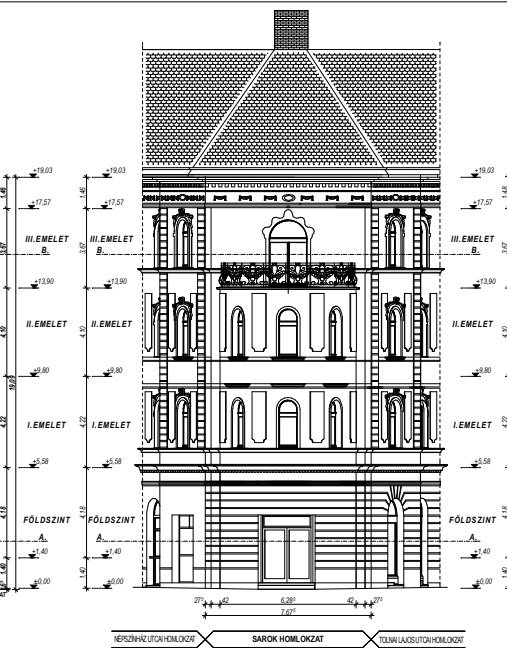 +19,03 +19,03 +19,03
1.46 1.46 1.48
+17,57 +17,57 +17,57
III.EMELET III.EMELET III.EMELET
3.67 B. 3.67 B. B. 3.67
+13,90 +13,90 +13,90
II.EMELET II.EMELET II.EMELET
4.10 4.10 4.10
+9,80 +9,80 +9,80
19,00
I.EMELET I.EMELET I.EMELET
4.22 4.22 4.22
+5,58 +5,58 +5,58
4.18 4.18 4.18
FÖLDSZINT FÖLDSZINT FÖLDSZINT
A. A. A.
+1,40 +1,40 +1,40
1.40 1.40 1.40
±0,00 ±0,00 ±0,00
27⁵ 42 6,28⁵ 42 27⁵
7.67⁵
NÉPSZÍNHÁZ UTCAI HOMLOKZAT SAROK HOMLOKZAT TOLNAI LAJOS UTCAI HOMLOKZAT